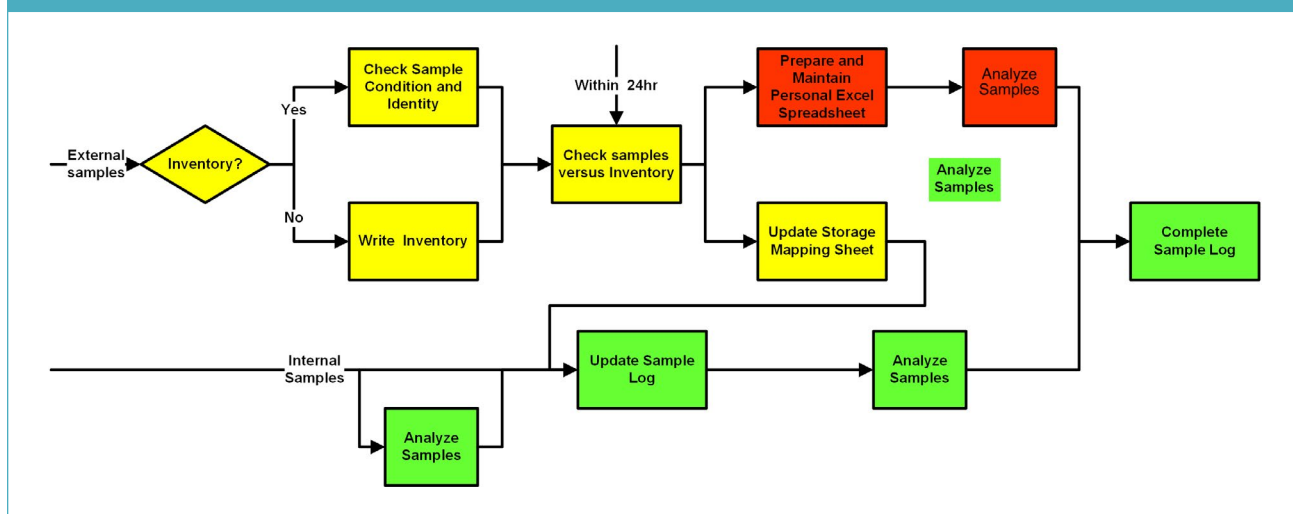 External
samples
Inventory?
Yes
No
Check Sample
Condition and
Identity
Write Inventory
Within 24hr
Check samples
versus Inventory
Prepare and
Maintain
Personal Excel
Spreadsheet
Analyze
Samples
Analyze
Samples
Update Storage
Mapping Sheet
Complete
Sample Log
Internal
Samples
Analyze
Samples
Update Sample
Log
Analyze
Samples